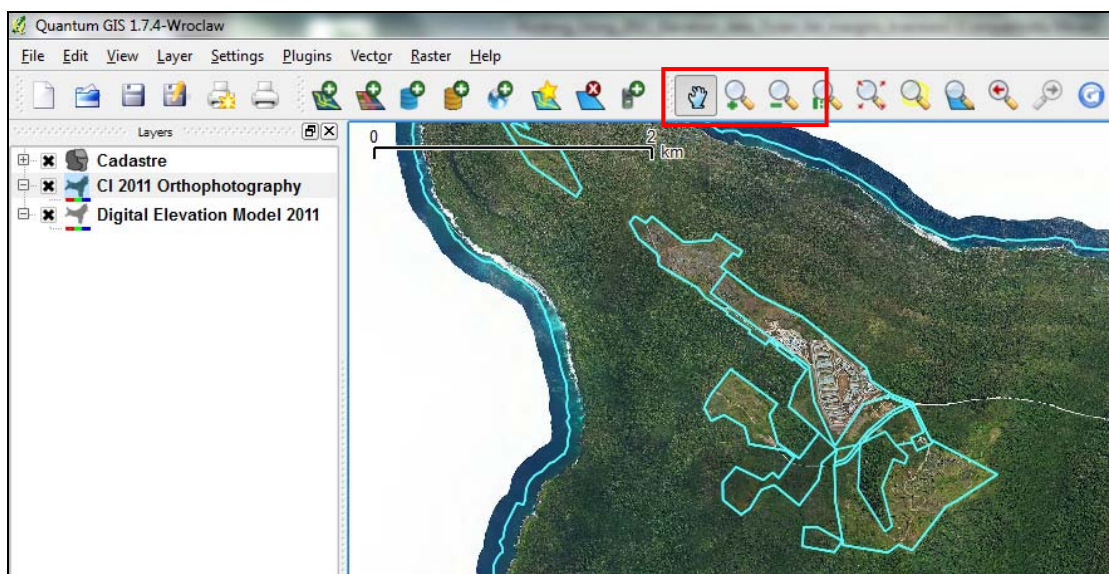 Quantum GIS 1.7.4-Wroclaw
File Edit View Layer Settings Plugins Vector Raster Help
Layers
Cadastre
CI 2011 Orthophotography
Digital Elevation Model 2011
0 2
km